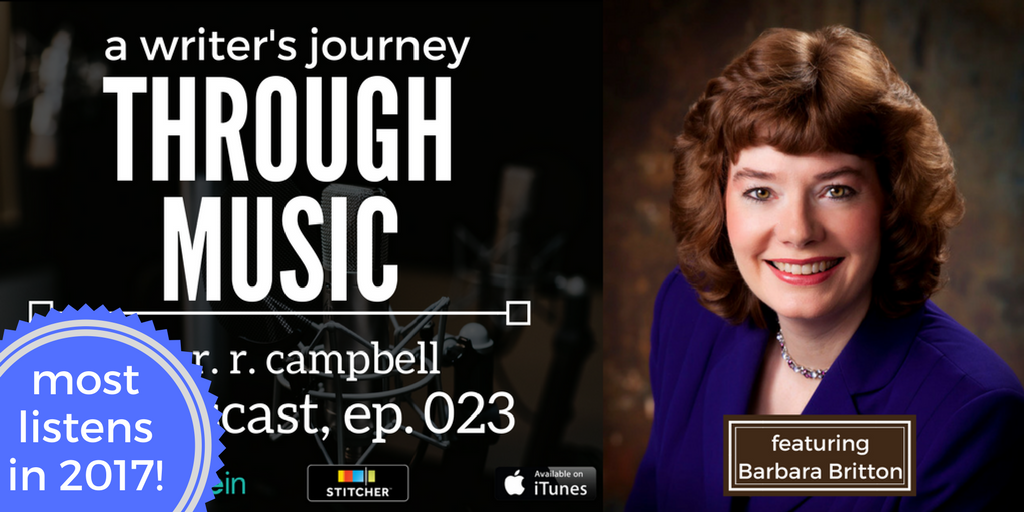 a writer's journey
THROUGH
MUSIC
r. r. campbell
cast, ep. 023
most
listens
in 2017!
in
STITCHER
Available on
iTunes
featuring
Barbara Britton